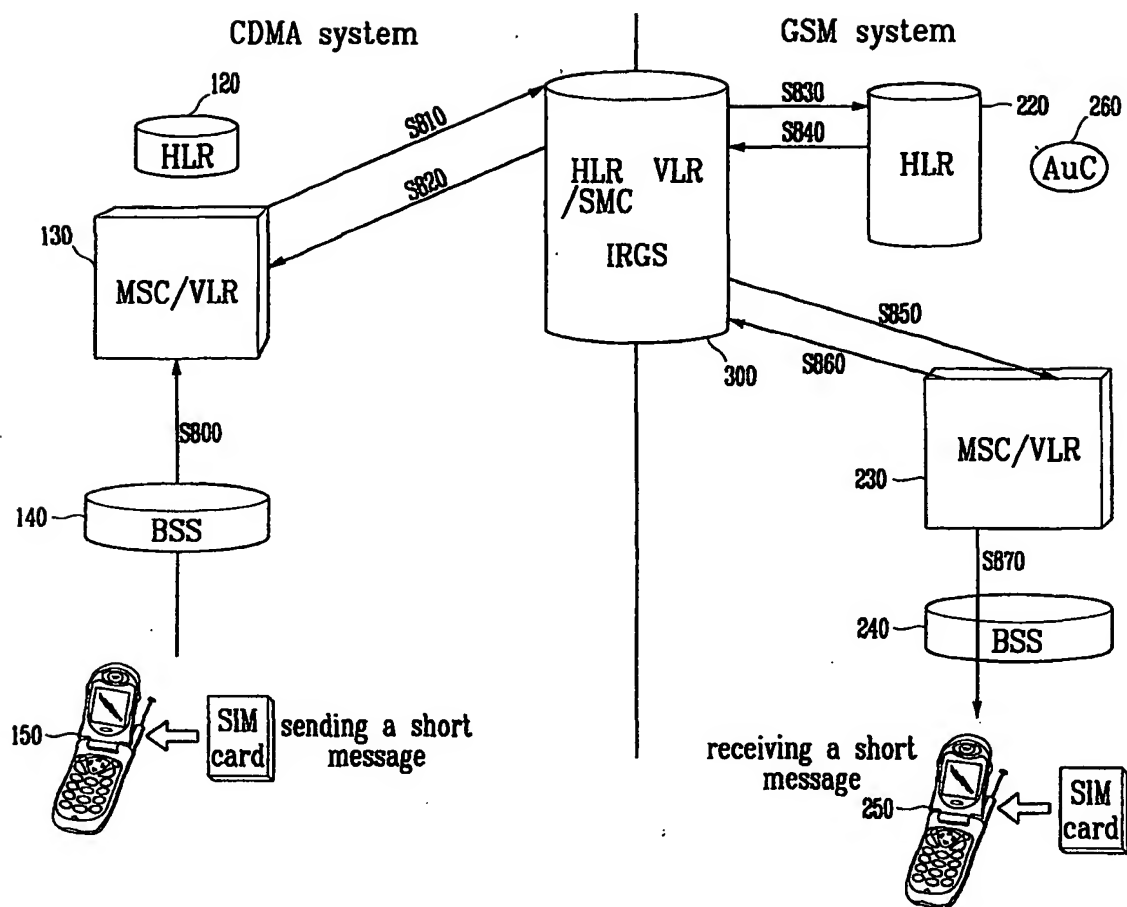 CDMA system
GSM system
120
HLR
S810
S820
130
MSC/VLR
HLR VLR
/SMC
IRGS
300
S830
S840
220
HLR
260
AuC
S850
S860
MSC/VLR
230
S800
140
BSS
S870
240
BSS
150
SIM
card
sending a short
message
receiving a short
message
250
SIM
card